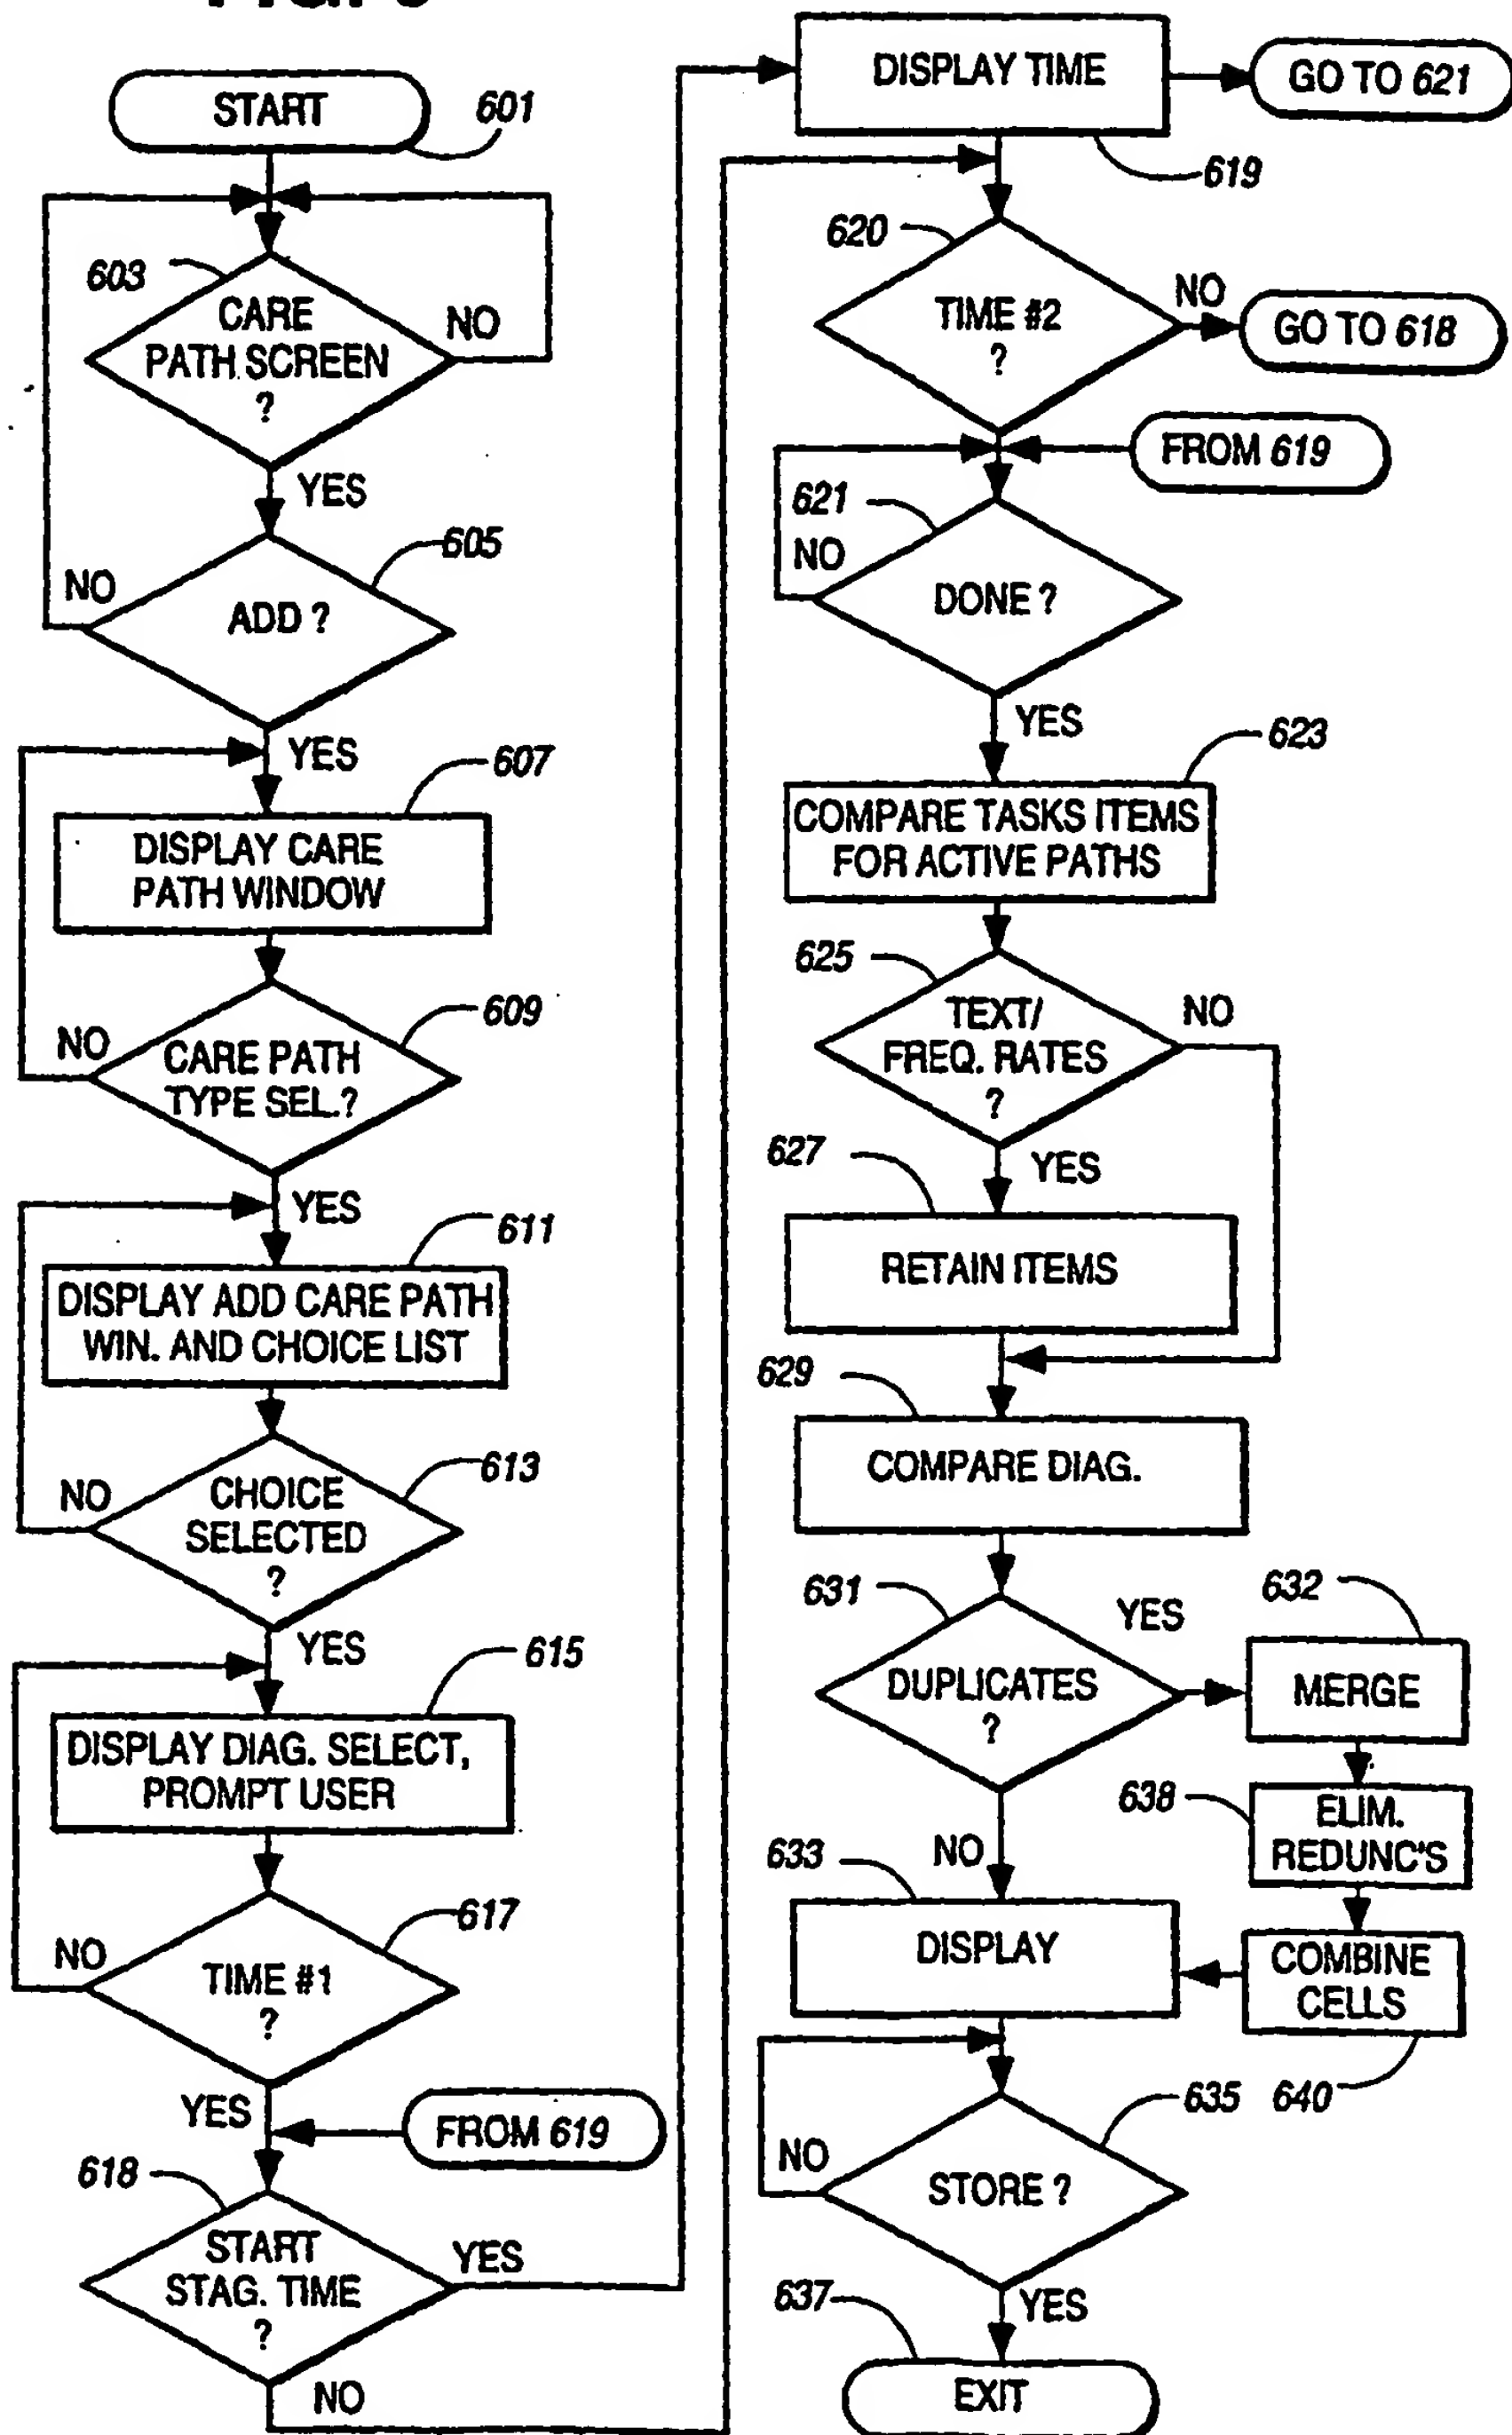 START
601
603
CARE
PATH SCREEN
?
NO
YES
605
NO
ADD ?
YES
607
DISPLAY CARE
PATH WINDOW
609
NO
CARE PATH
TYPE SEL.?
YES
611
DISPLAY ADD CARE PATH
WIN. AND CHOICE LIST
613
NO
CHOICE
SELECTED
?
YES
615
DISPLAY DIAG. SELECT,
PROMPT USER
617
NO
TIME #1
?
YES
FROM 619
618
START
STAG. TIME
?
YES
NO
DISPLAY TIME
GO TO 621
619
620
TIME #2
?
NO
GO TO 618
FROM 619
621
NO
DONE ?
YES
623
COMPARE TASKS ITEMS
FOR ACTIVE PATHS
625
TEXT/
FREQ. RATES
?
NO
627
YES
RETAIN ITEMS
629
COMPARE DIAG.
631
DUPLICATES
?
YES
632
MERGE
638
ELIM.
REDUNC'S
NO
633
DISPLAY
COMBINE
CELLS
635
640
NO
STORE ?
637
YES
EXIT